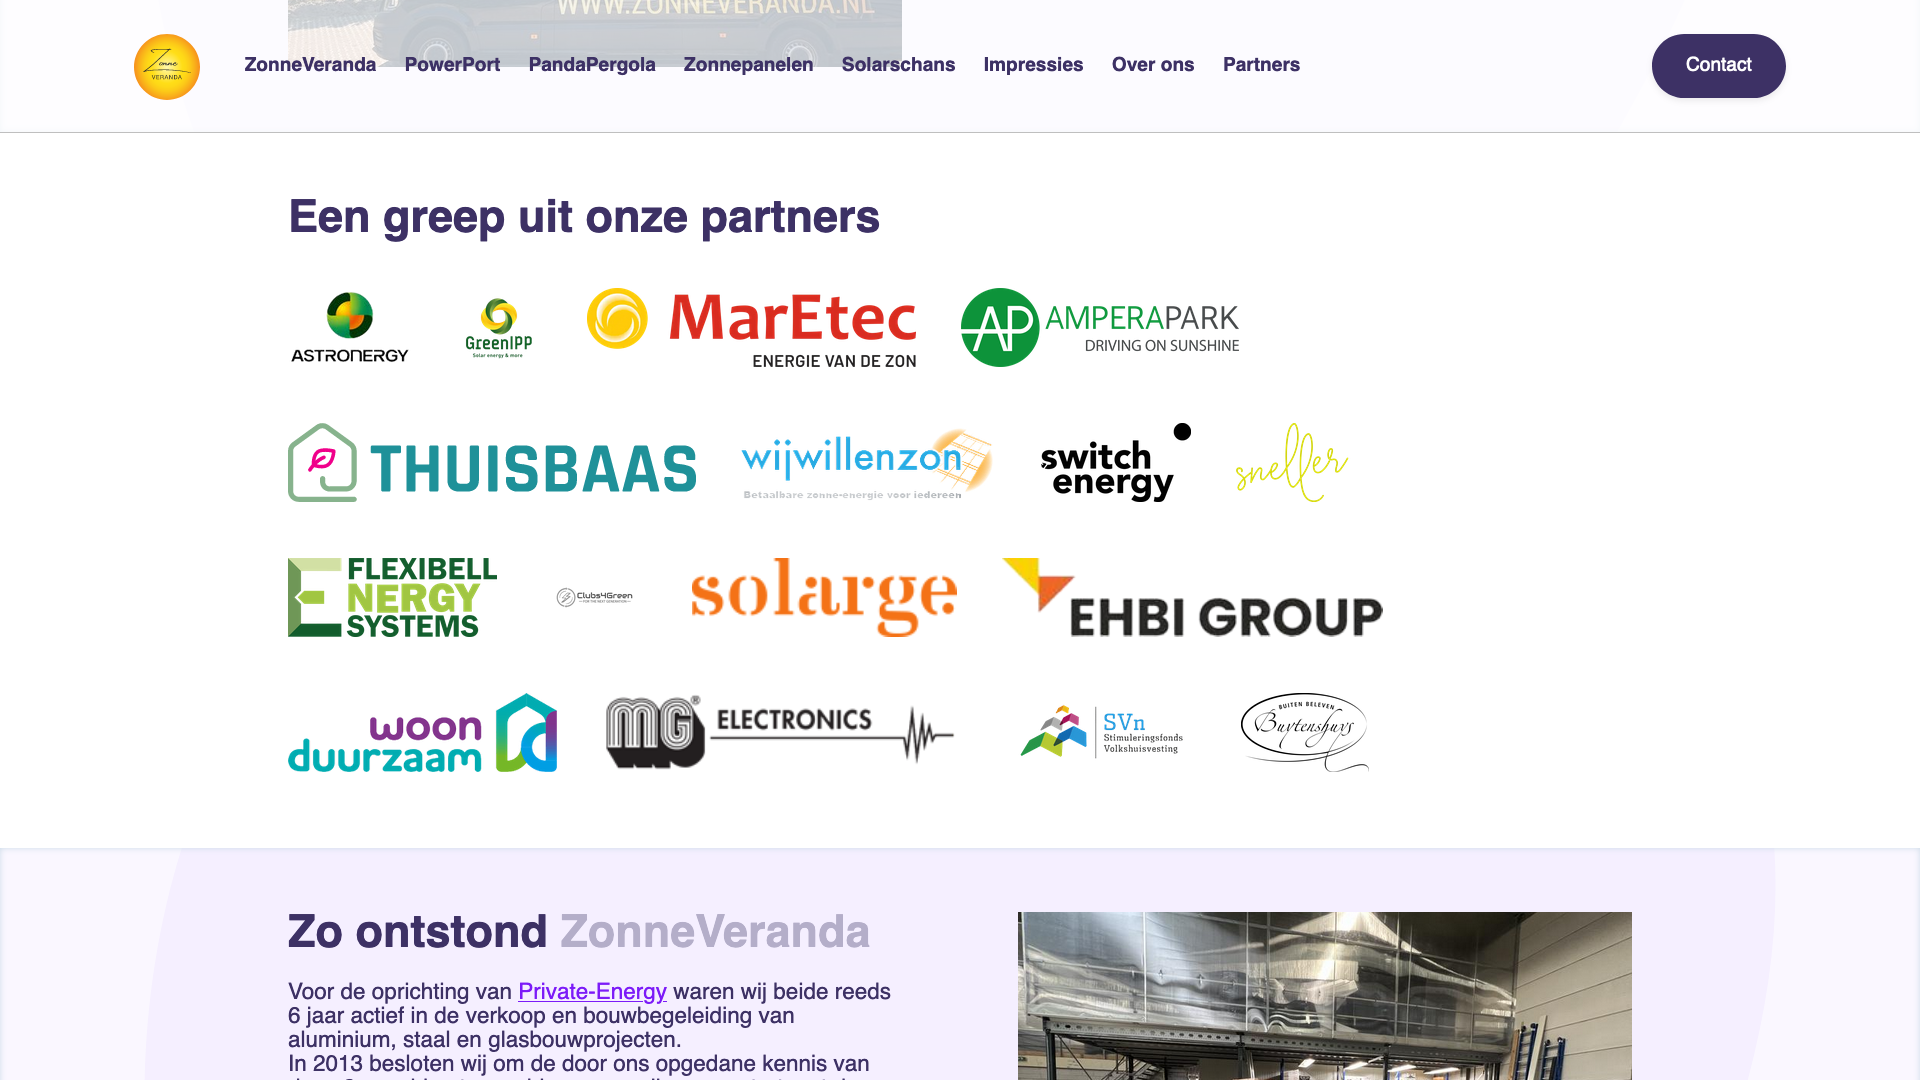 WWW.ZONNEVERANDA.NL
Zonne
VERANDA
ZonneVeranda PowerPort PandaPergola Zonnepanelen Solarschans Impressies Over ons Partners Contact
Een greep uit onze partners
ASTRONERGY
GreenIPP
Solar energy & more
MarEtec
ENERGIE VAN DE ZON
AP AMPERAPARK
DRIVING ON SUNSHINE
THUISBAAS
wijwillenzon
Betaalbare zonne-energie voor iedereen
switch
energy
sneller
FLEXIBELL
ENERGY
SYSTEMS
Clubs4Green
FOR THE NEXT GENERATION
solarge
EHBI GROUP
woon
duurzaam
MG® ELECTRONICS
SVn
Stimuleringsfonds
Volkshuisvesting
BUITEN BELEVEN
Buytenshuys
Zo ontstond ZonneVeranda
Voor de oprichting van Private-Energy waren wij beide reeds
6 jaar actief in de verkoop en bouwbegeleiding van
aluminium, staal en glasbouwprojecten.
In 2013 besloten wij om de door ons opgedane kennis van